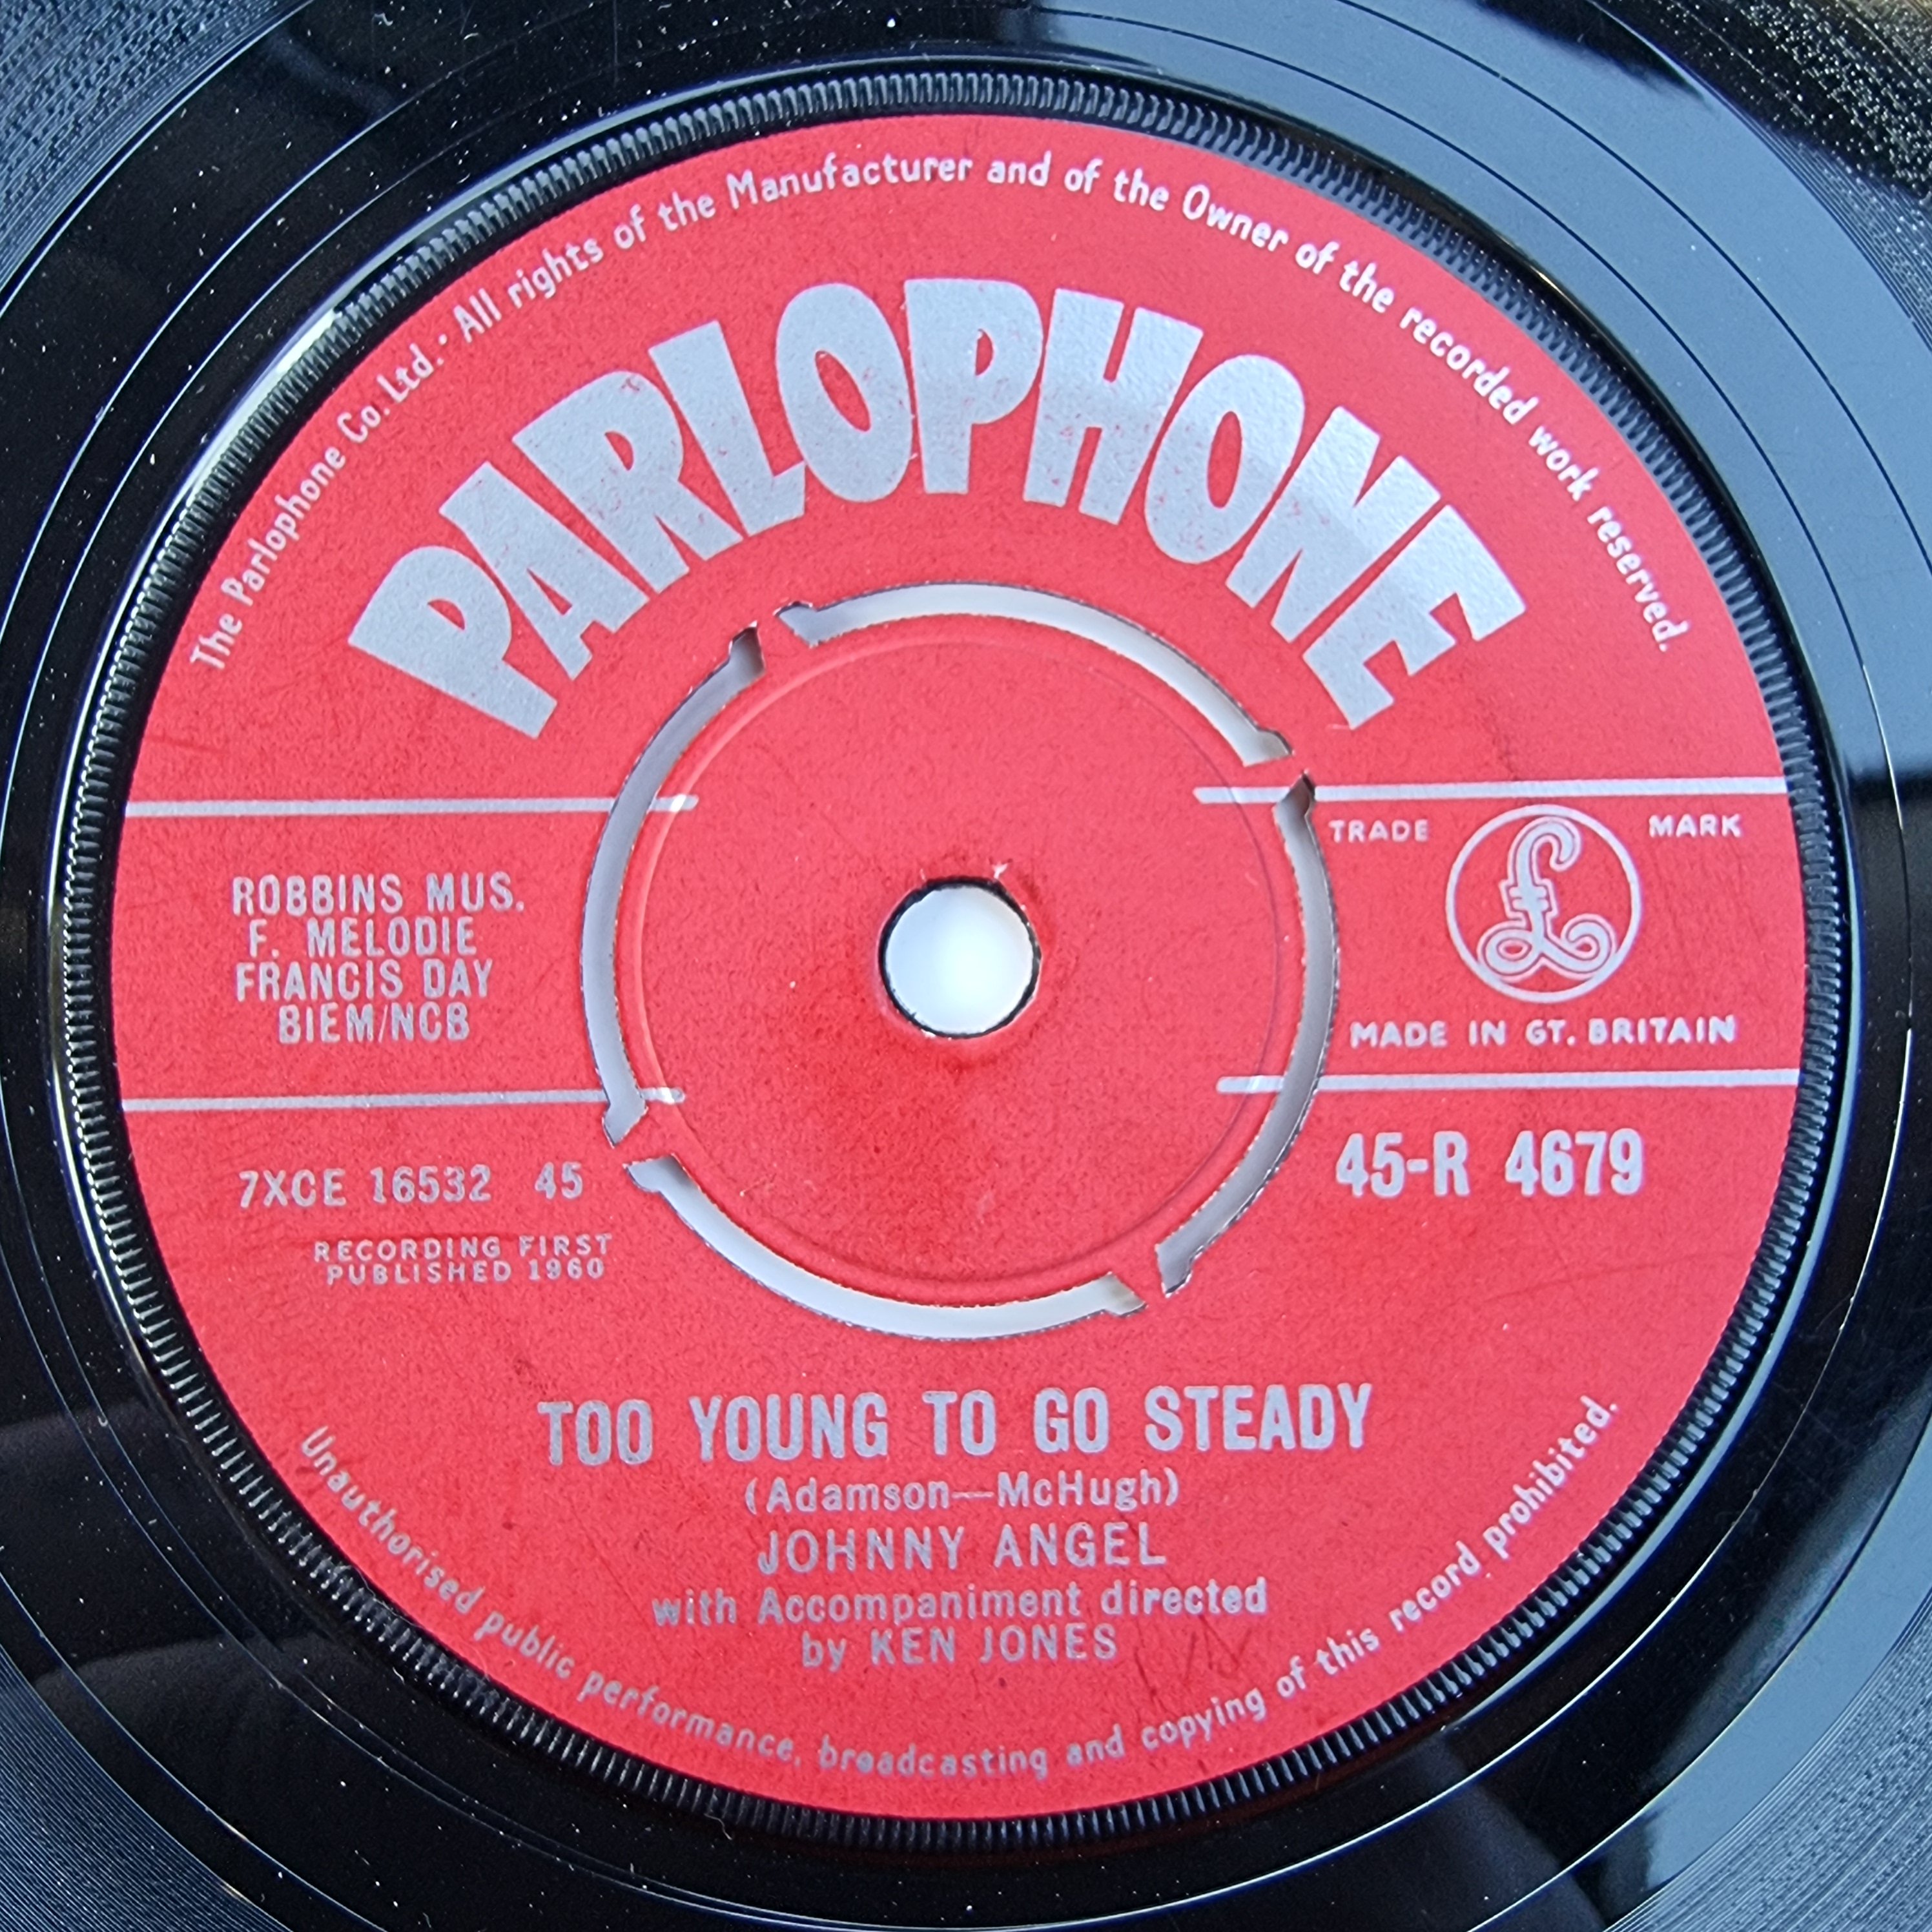 The Parlophone Co. Ltd. · All rights of the Manufacturer and of the Owner of the recorded work reserved.
PARLOPHONE
TRADE MARK
£
ROBBINS MUS.
F. MELODIE
FRANCIS DAY
BIEM/NCB
MADE IN GT. BRITAIN
7XCE 16532 45
45-R 4679
RECORDING FIRST
PUBLISHED 1960
TOO YOUNG TO GO STEADY
(Adamson—McHugh)
JOHNNY ANGEL
with Accompaniment directed
by KEN JONES
Unauthorised public performance, broadcasting and copying of this record prohibited.